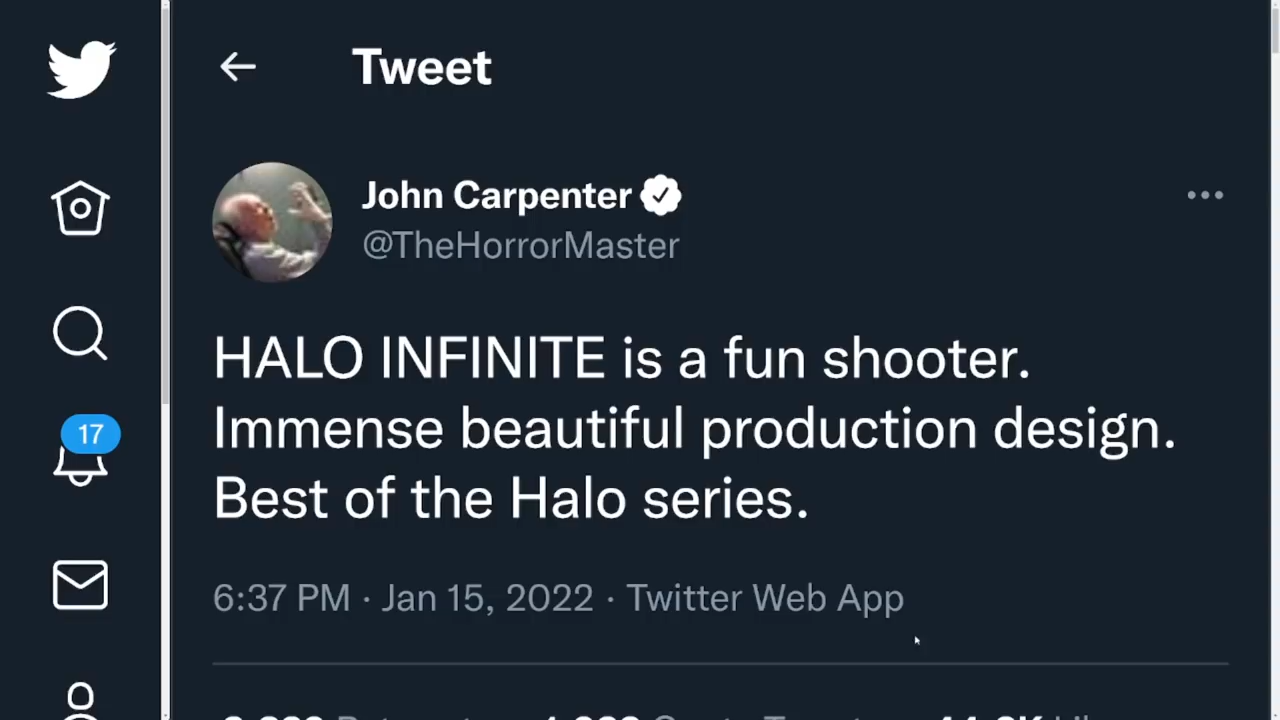 Tweet
John Carpenter
@TheHorrorMaster
HALO INFINITE is a fun shooter.
Immense beautiful production design.
Best of the Halo series.
17
6:37 PM · Jan 15, 2022 · Twitter Web App